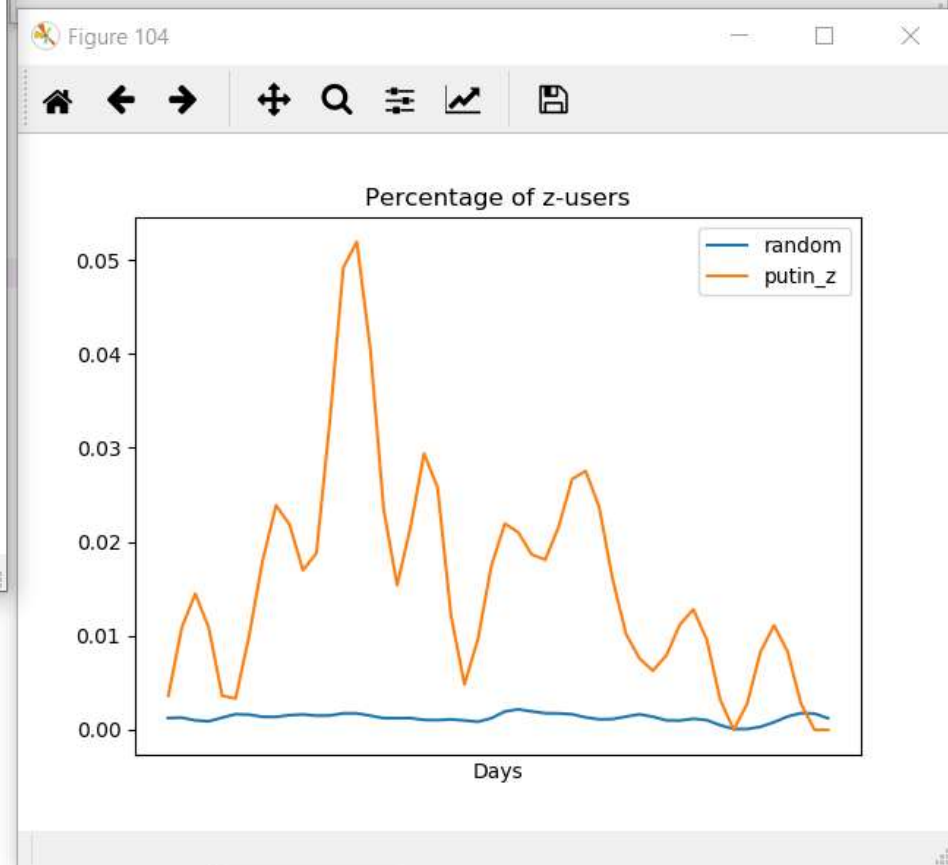 Figure 104
Percentage of z-users
random
putin_z
0.05
0.04
0.03
0.02
0.01
0.00
Days